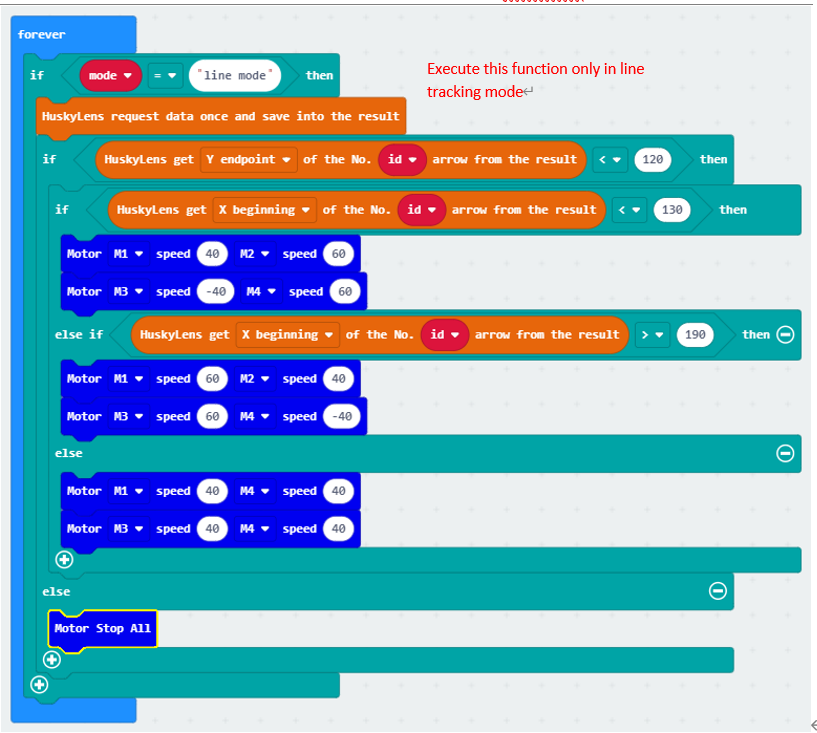 forever
if mode = "line mode" then
Execute this function only in line
tracking mode
HuskyLens request data once and save into the result
if HuskyLens get Y endpoint of the No. id arrow from the result < 120 then
if HuskyLens get X beginning of the No. id arrow from the result < 130 then
Motor M1 speed 40 M2 speed 60
Motor M3 speed -40 M4 speed 60
else if HuskyLens get X beginning of the No. id arrow from the result > 190 then
Motor M1 speed 60 M2 speed 40
Motor M3 speed 60 M4 speed -40
else
Motor M1 speed 40 M4 speed 40
Motor M3 speed 40 M4 speed 40
else
Motor Stop All